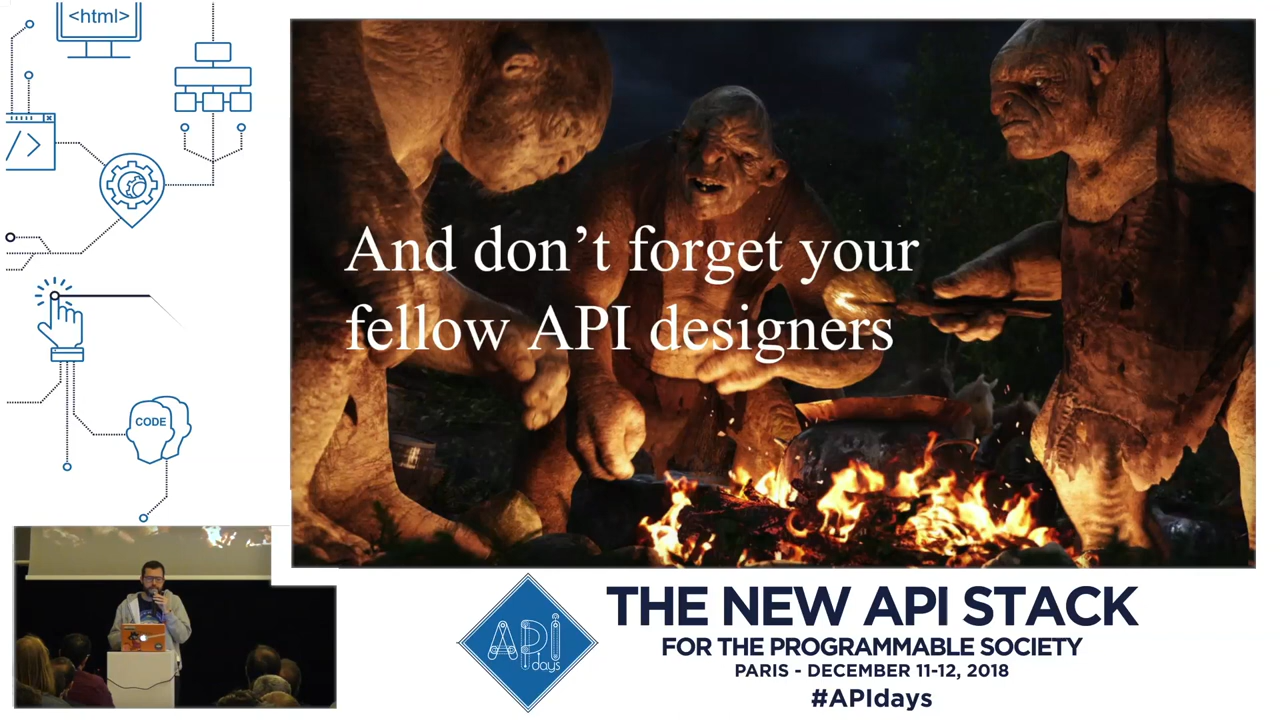 <html>
</>
CODE
And don’t forget your
fellow API designers
API
days
THE NEW API STACK
FOR THE PROGRAMMABLE SOCIETY
PARIS - DECEMBER 11-12, 2018
#APIdays